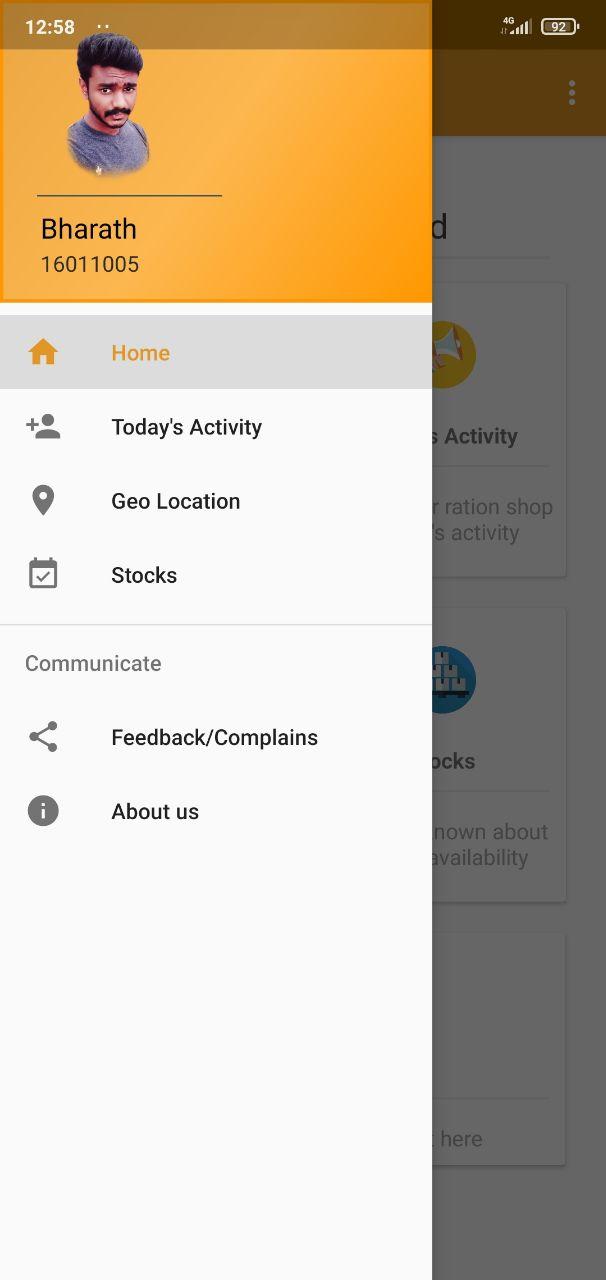 12:58
4G
92
Bharath
16011005
d
Home
Today's Activity
s Activity
Geo Location
r ration shop
's activity
Stocks
Communicate
Feedback/Complains
ocks
About us
nown about
availability
here